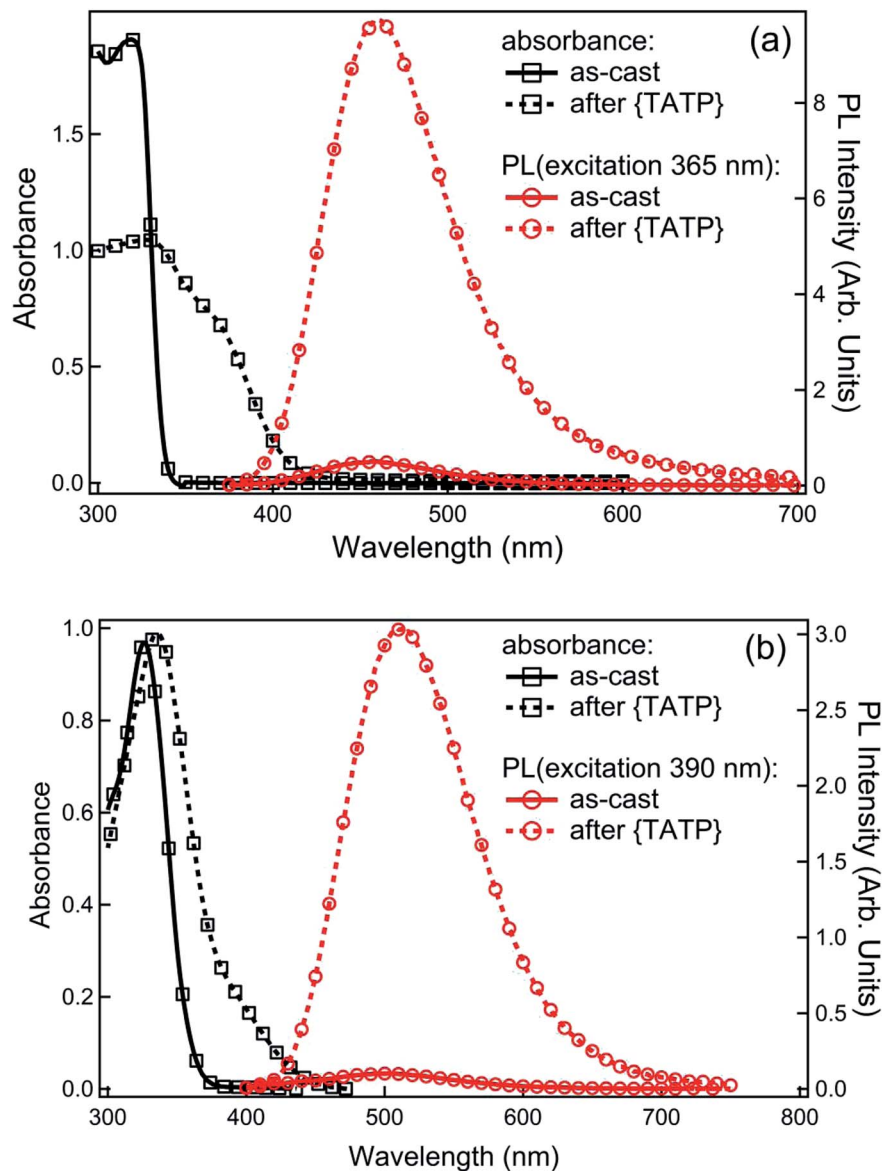 (a)
absorbance:
as-cast
after {TATP}
PL(excitation 365 nm):
as-cast
after {TATP}
Absorbance
1.5
1.0
0.5
0.0
PL Intensity (Arb. Units)
8
6
4
2
0
300 400 500 600 700
Wavelength (nm)
(b)
absorbance:
as-cast
after {TATP}
PL(excitation 390 nm):
as-cast
after {TATP}
Absorbance
1.0
0.8
0.6
0.4
0.2
0.0
PL Intensity (Arb. Units)
3.0
2.5
2.0
1.5
1.0
0.5
0.0
300 400 500 600 700 800
Wavelength (nm)